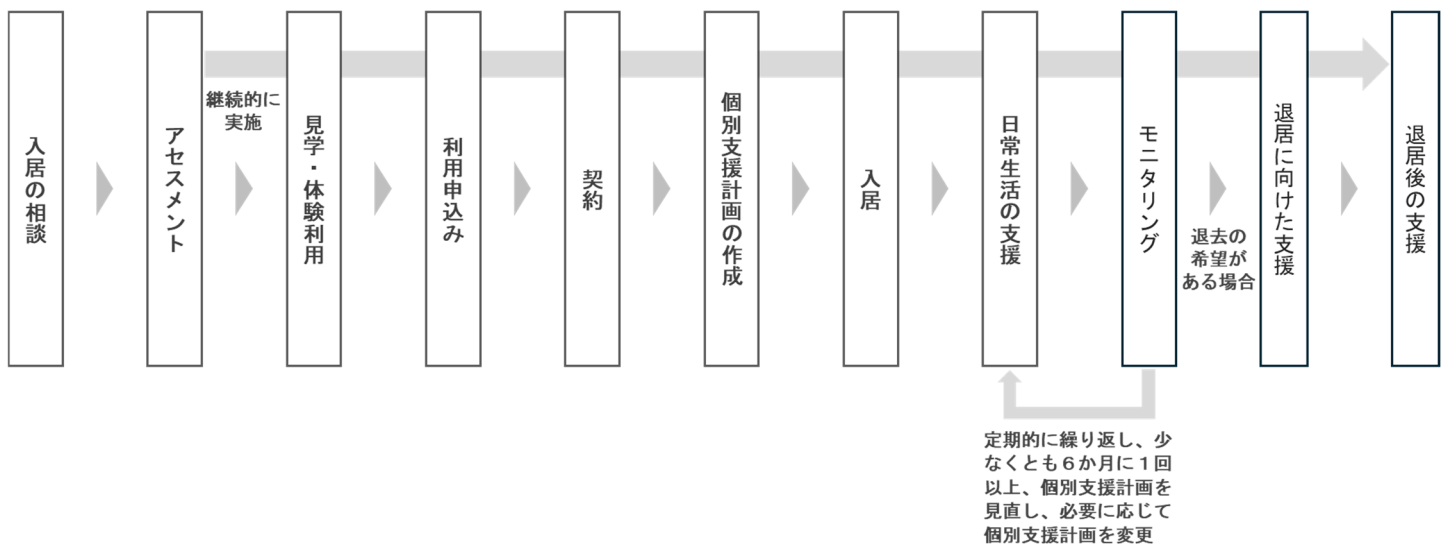 入居の相談
アセスメント
継続的に
実施
見学・体験利用
利用申込み
契約
個別支援計画の作成
入居
日常生活の支援
モニタリング
退去の
希望が
ある場合
退居に向けた支援
退居後の支援
定期的に繰り返し、少
なくとも６か月に１回
以上、個別支援計画を
見直し、必要に応じて
個別支援計画を変更